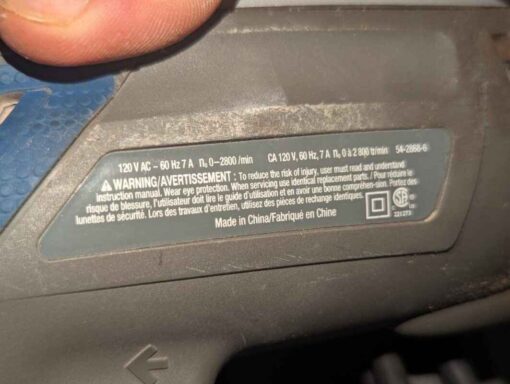 120 V AC ~ 60 Hz 7 A n₀ 0–2800 /min CA 120 V, 60 Hz, 7 A n₀ 0 à 2 800 tr/min 54-2868-6
WARNING/AVERTISSEMENT: To reduce the risk of injury, user must read and understand
instruction manual. Wear eye protection. When servicing use identical replacement parts. / Pour réduire le
risque de blessure, l'utilisateur doit lire le guide d'utilisation et en avoir une bonne compréhension. Portez des
lunettes de sécurité. Lors des travaux d'entretien, utilisez des pièces de rechange identiques.
Made in China/Fabriqué en Chine